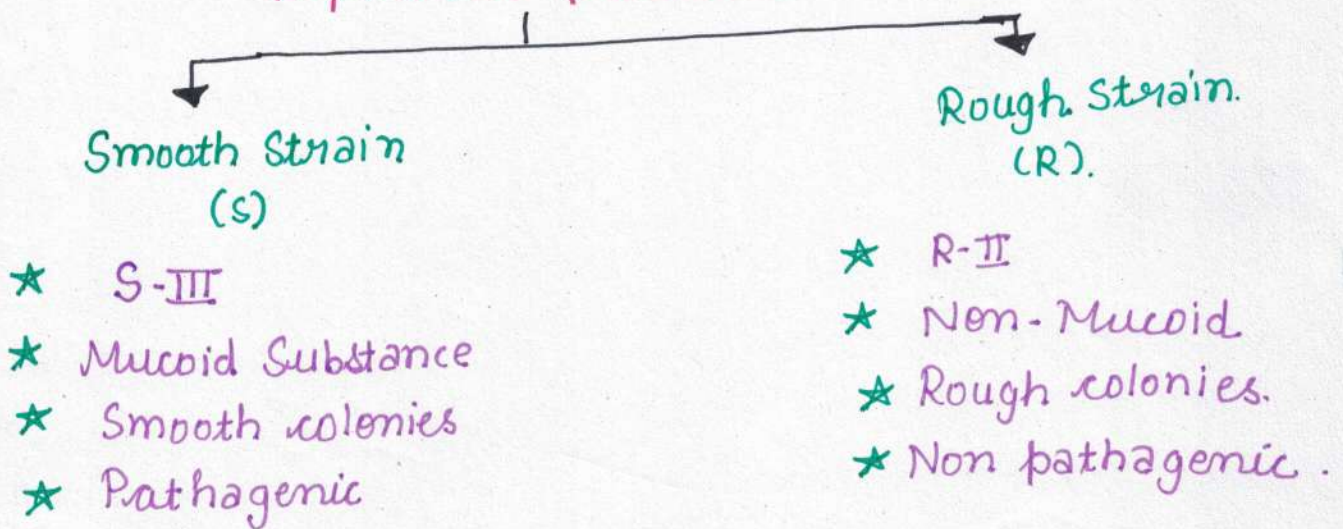 Smooth Strain
(S)
★ S-III
★ Mucoid Substance
★ Smooth colonies
★ Pathagenic
Rough Strain.
(R).
★ R-II
★ Non-Mucoid
★ Rough colonies.
★ Non pathagenic.